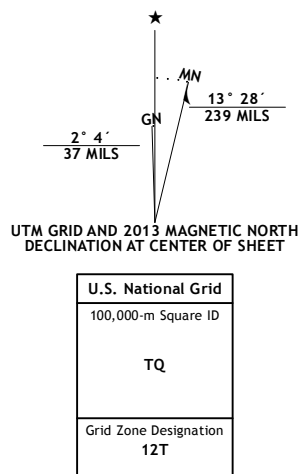 ★
MN
GN
13° 28´
239 MILS
2° 4´
37 MILS
UTM GRID AND 2013 MAGNETIC NORTH
DECLINATION AT CENTER OF SHEET
U.S. National Grid
100,000-m Square ID
TQ
Grid Zone Designation
12T